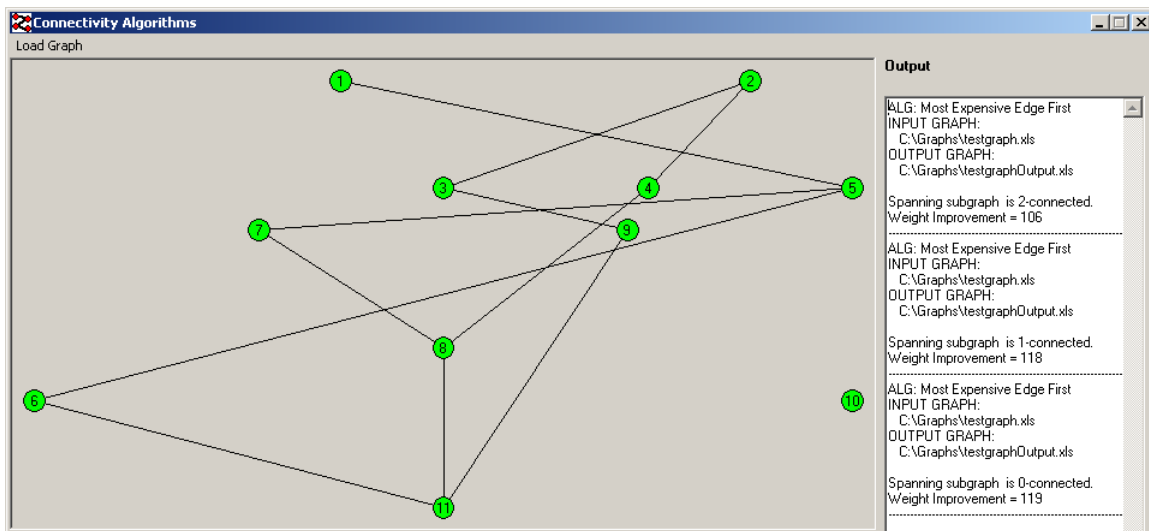 Connectivity Algorithms
Load Graph
1
2
3
4
5
7
9
8
6
10
11
Output
ALG: Most Expensive Edge First
INPUT GRAPH:
C:\Graphs\testgraph.xls
OUTPUT GRAPH:
C:\Graphs\testgraphOutput.xls
Spanning subgraph is 2-connected.
Weight Improvement = 106
ALG: Most Expensive Edge First
INPUT GRAPH:
C:\Graphs\testgraph.xls
OUTPUT GRAPH:
C:\Graphs\testgraphOutput.xls
Spanning subgraph is 1-connected.
Weight Improvement = 118
ALG: Most Expensive Edge First
INPUT GRAPH:
C:\Graphs\testgraph.xls
OUTPUT GRAPH:
C:\Graphs\testgraphOutput.xls
Spanning subgraph is 0-connected.
Weight Improvement = 119